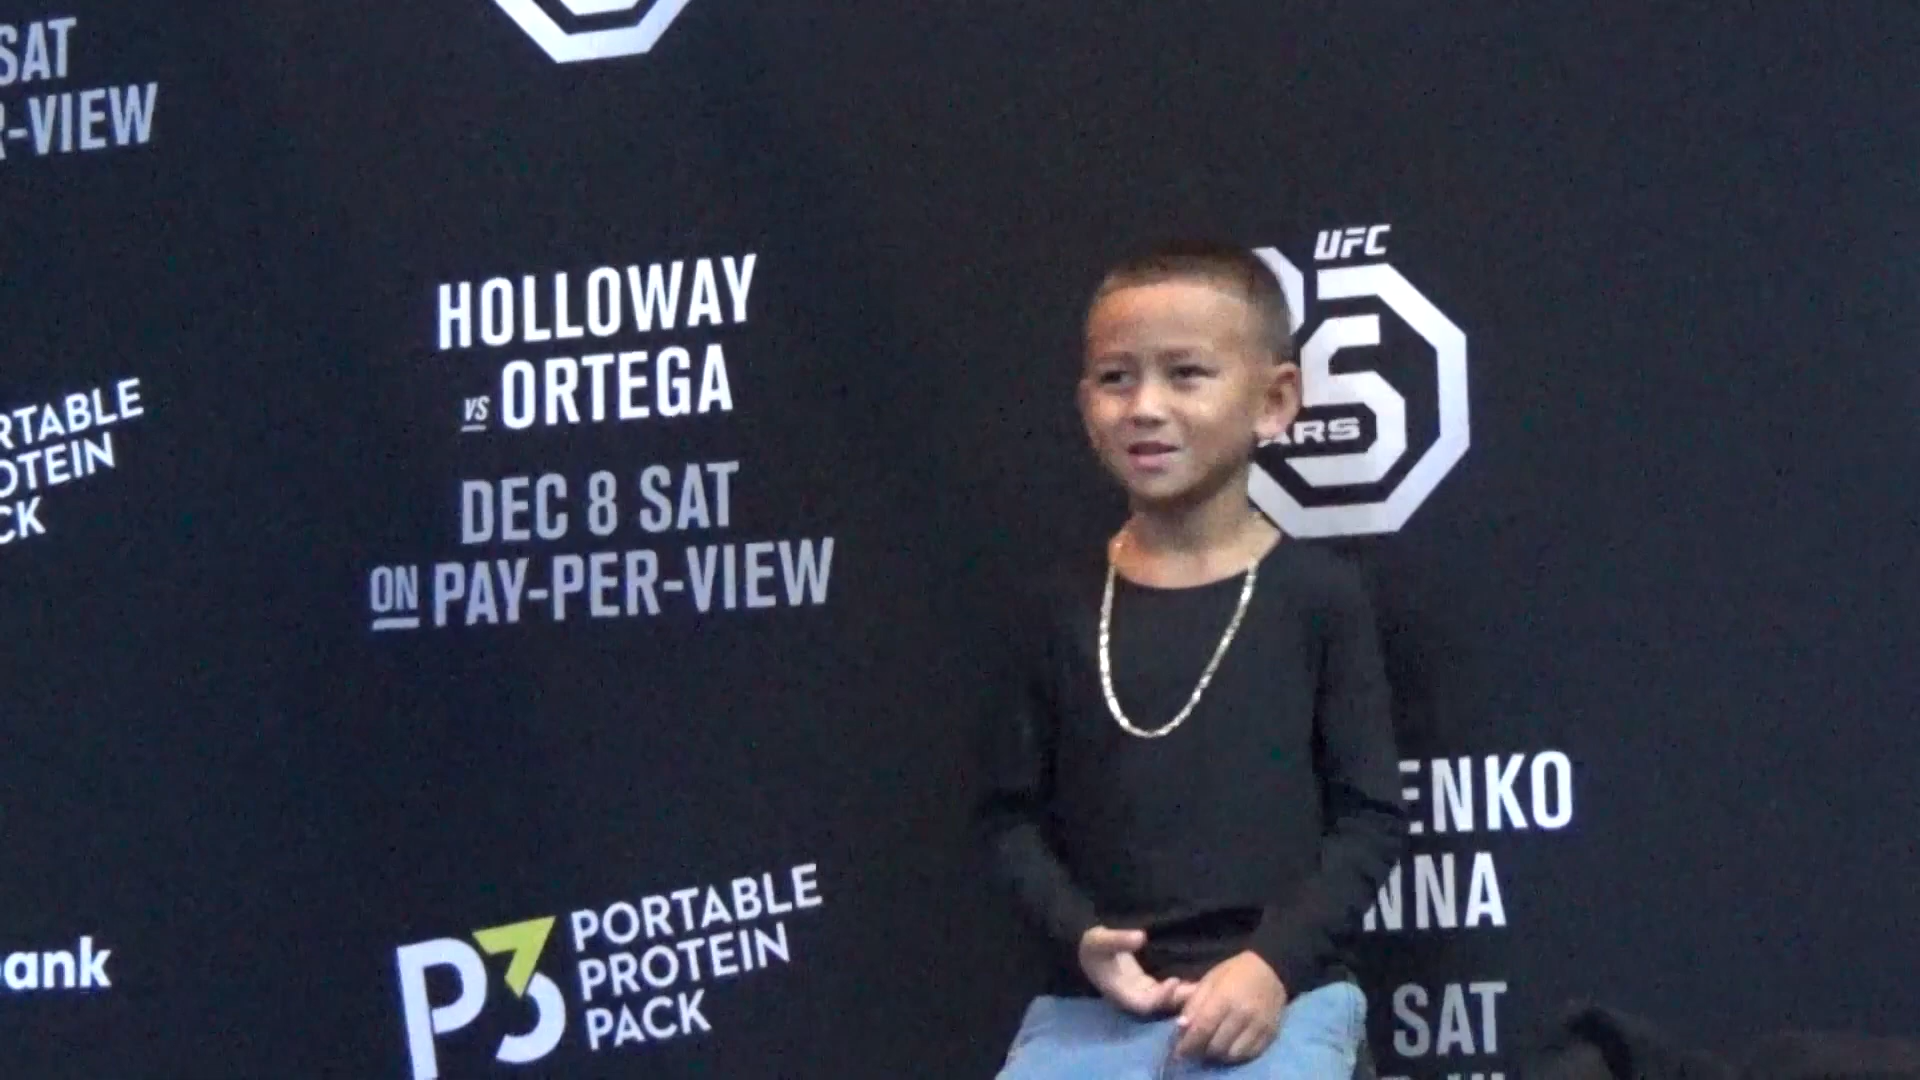 SAT
R-VIEW
RTABLE
OTEIN
CK
ank
HOLLOWAY
vs ORTEGA
DEC 8 SAT
ON PAY-PER-VIEW
P3 PORTABLE
PROTEIN
PACK
UFC
25
ARS
ENKO
NNA
SAT